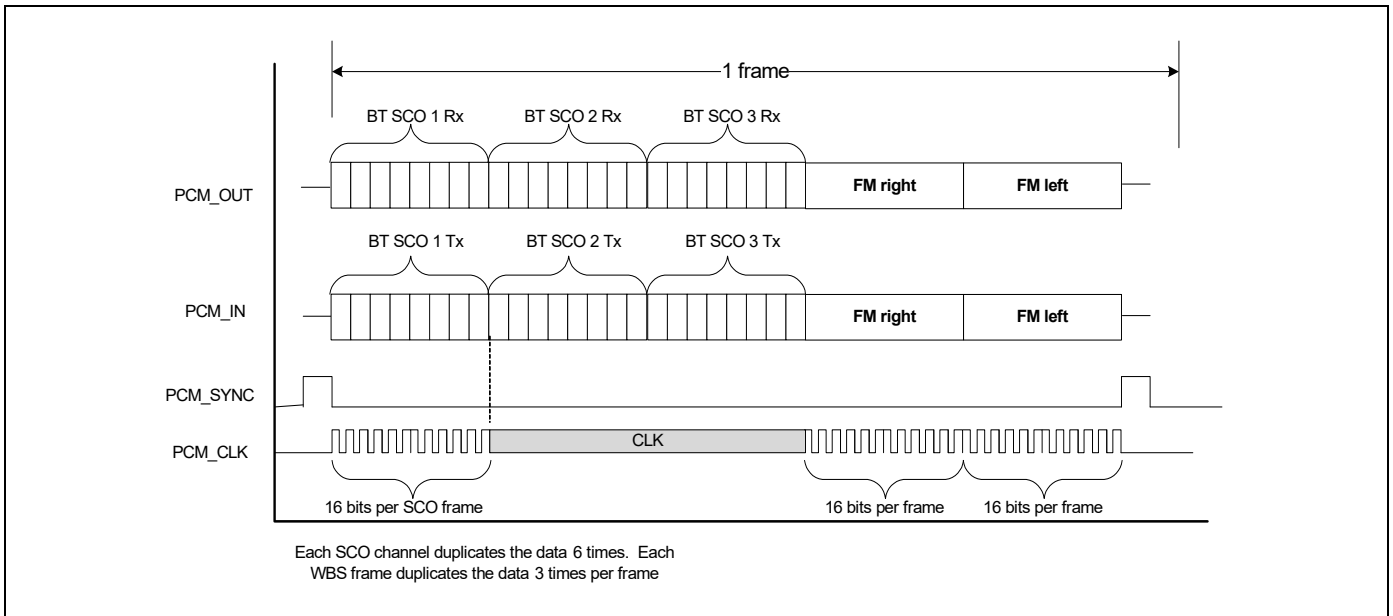 1 frame
BT SCO 1 Rx BT SCO 2 Rx BT SCO 3 Rx
PCM_OUT FM right FM left
BT SCO 1 Tx BT SCO 2 Tx BT SCO 3 Tx
PCM_IN FM right FM left
PCM_SYNC
PCM_CLK CLK
16 bits per SCO frame 16 bits per frame 16 bits per frame
Each SCO channel duplicates the data 6 times. Each
WBS frame duplicates the data 3 times per frame